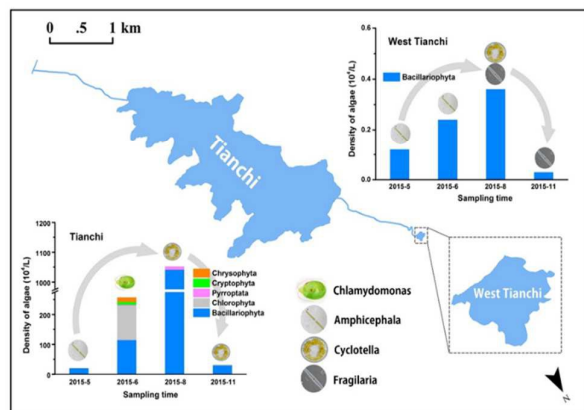 0 .5 1 km
Tianchi
West Tianchi
Bacillariophyta
Density of algae (10⁴/L)
0.6
0.4
0.2
0.0
2015-5 2015-6 2015-8 2015-11
Sampling time
Tianchi
Chrysophyta
Cryptophyta
Pyrroptata
Chlorophyta
Bacillariophyta
Density of algae (10⁴/L)
1200
1100
1000
200
100
0
2015-5 2015-6 2015-8 2015-11
Sampling time
Chlamydomonas
Amphicephala
Cyclotella
Fragilaria
West Tianchi
N